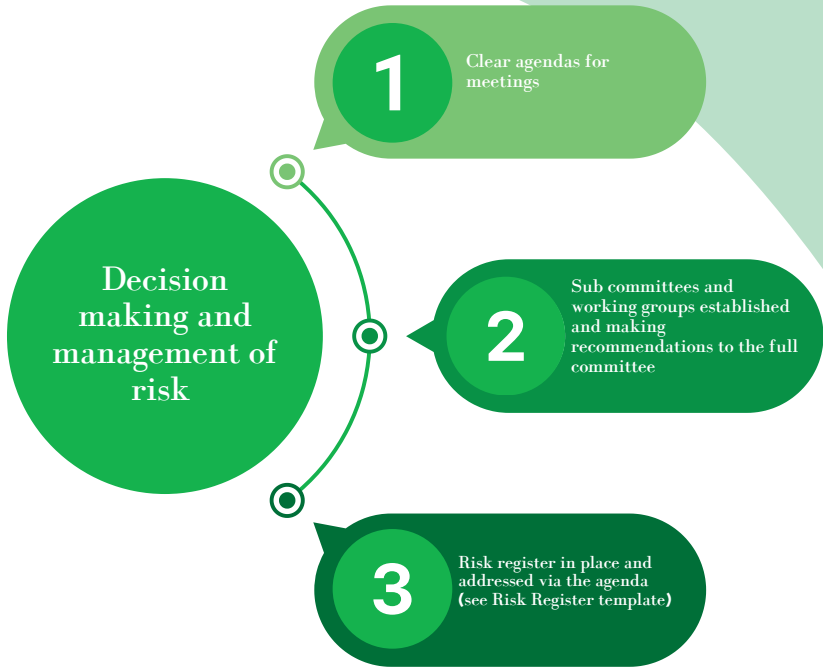 1
Clear agendas for
meetings
Decision
making and
management of
risk
2
Sub committees and
working groups established
and making
recommendations to the full
committee
3
Risk register in place and
addressed via the agenda
(see Risk Register template)